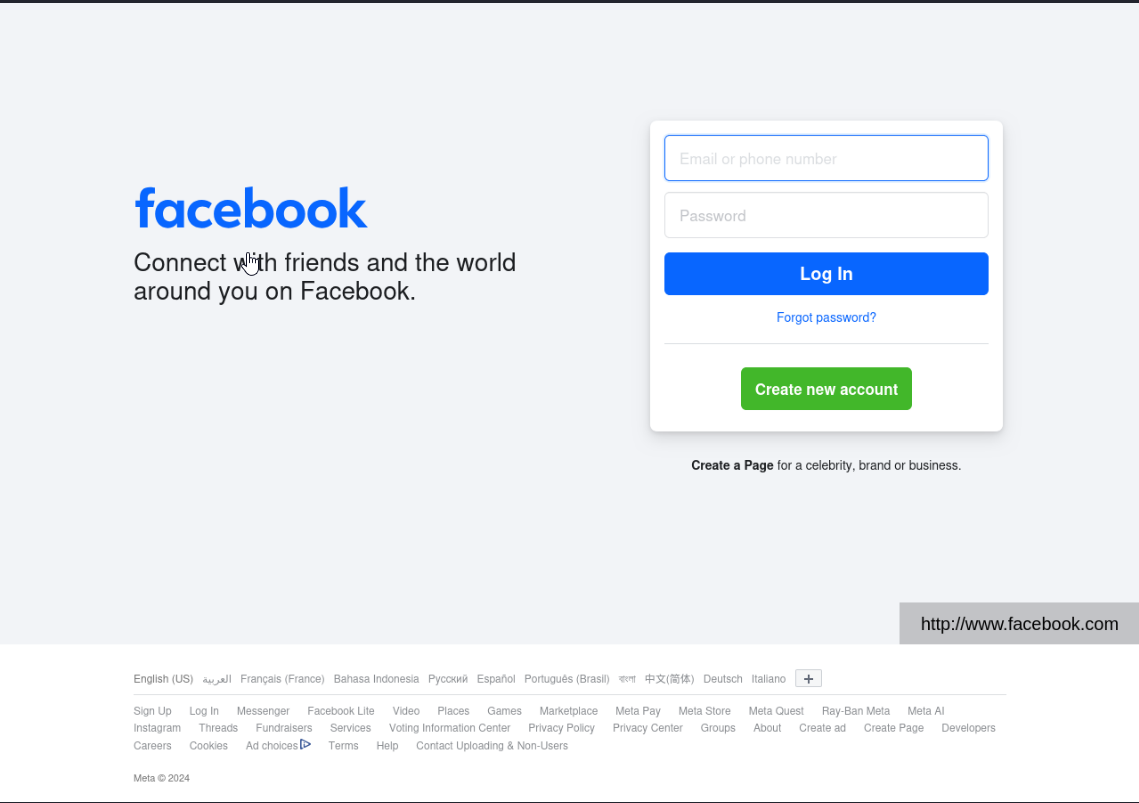 facebook
Connect with friends and the world
around you on Facebook.
Email or phone number
Password
Log In
Forgot password?
Create new account
Create a Page for a celebrity, brand or business.
http://www.facebook.com
English (US) العربية Français (France) Bahasa Indonesia Русский Español Português (Brasil) বাংলা 中文(简体) Deutsch Italiano +
Sign Up Log In Messenger Facebook Lite Video Places Games Marketplace Meta Pay Meta Store Meta Quest Ray-Ban Meta Meta AI
Instagram Threads Fundraisers Services Voting Information Center Privacy Policy Privacy Center Groups About Create ad Create Page Developers
Careers Cookies Ad choices Terms Help Contact Uploading & Non-Users
Meta © 2024